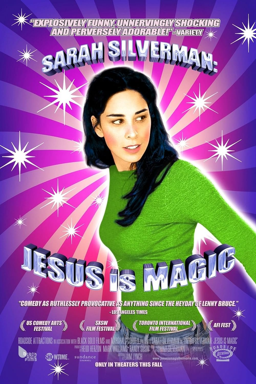 "EXPLOSIVELY FUNNY, UNNERVINGLY SHOCKING
AND PERVERSELY ADORABLE!" -VARIETY
SARAH SILVERMAN:
JESUS is MAGIC
"COMEDY AS RUTHLESSLY PROVOCATIVE AS ANYTHING SINCE THE HEYDAY OF LENNY BRUCE."
-LOS ANGELES TIMES
US COMEDY ARTS FESTIVAL
SXSW FILM FESTIVAL
TORONTO INTERNATIONAL FILM FESTIVAL
AFI FEST
SHOWTIME
ONLY IN THEATERS